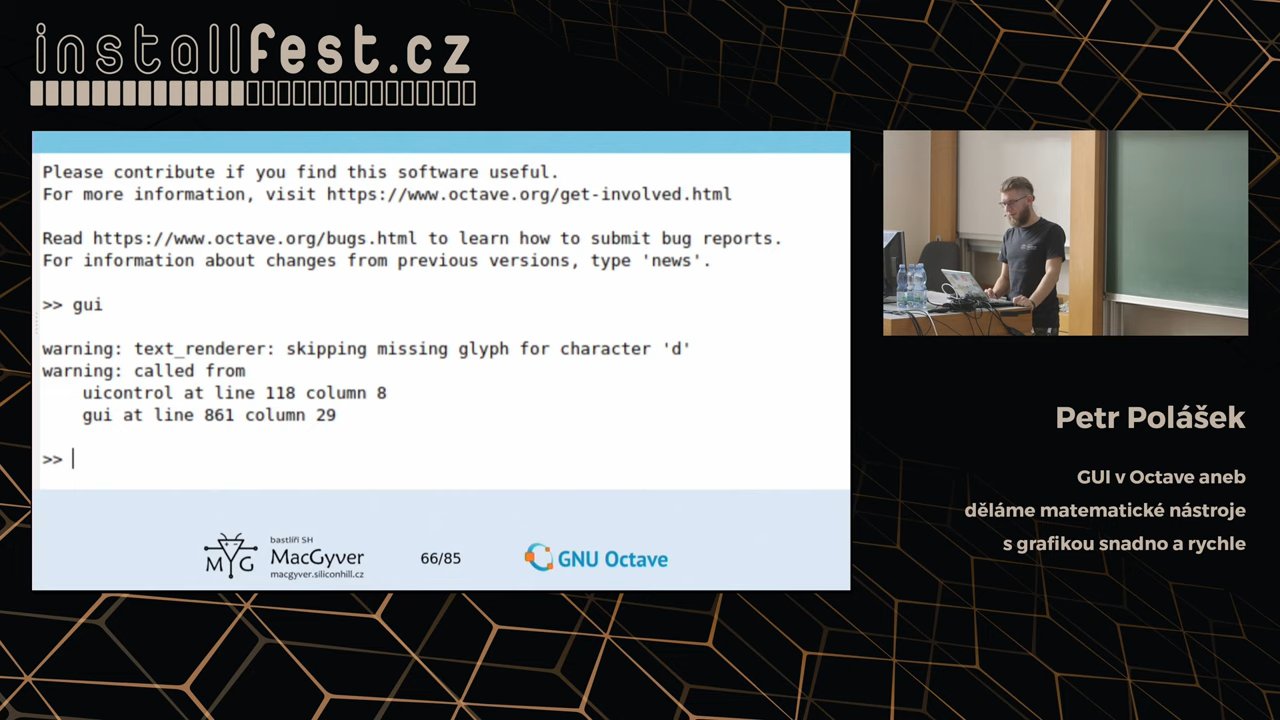 installfest.cz
Please contribute if you find this software useful.
For more information, visit https://www.octave.org/get-involved.html
Read https://www.octave.org/bugs.html to learn how to submit bug reports.
For information about changes from previous versions, type 'news'.
>> gui
warning: text_renderer: skipping missing glyph for character 'd'
warning: called from
uicontrol at line 118 column 8
gui at line 861 column 29
>>
MYG
bastlíři SH
MacGyver
macgyver.siliconhill.cz
66/85
GNU Octave
Petr Polášek
GUI v Octave aneb
děláme matematické nástroje
s grafikou snadno a rychle